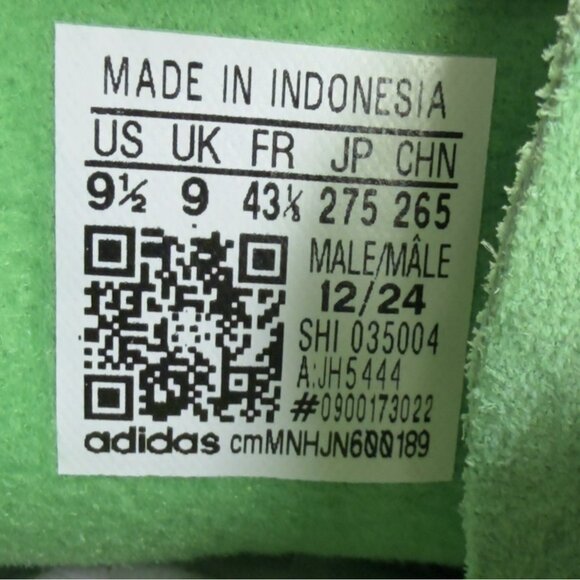 MADE IN INDONESIA
US UK FR JP CHN
9½ 9 43⅓ 275 265
MALE/MÂLE
12/24
SHI 035004
A:JH5444
#0900173022
adidas cmMNHJN600189